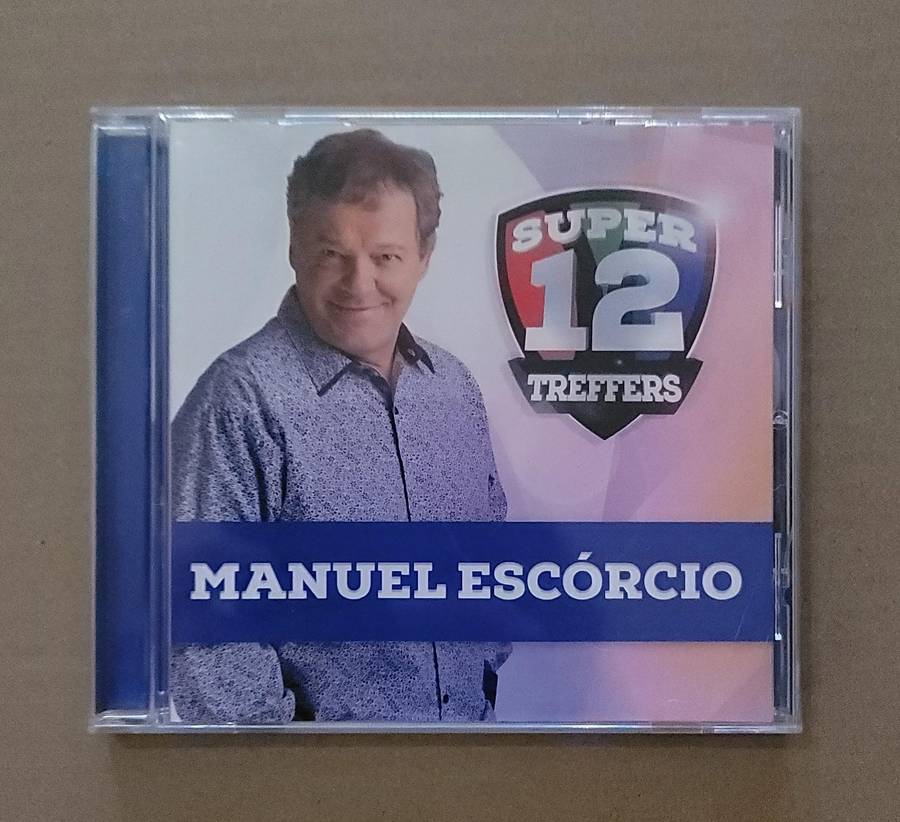 SUPER
12
TREFFERS
MANUEL ESCÓRCIO